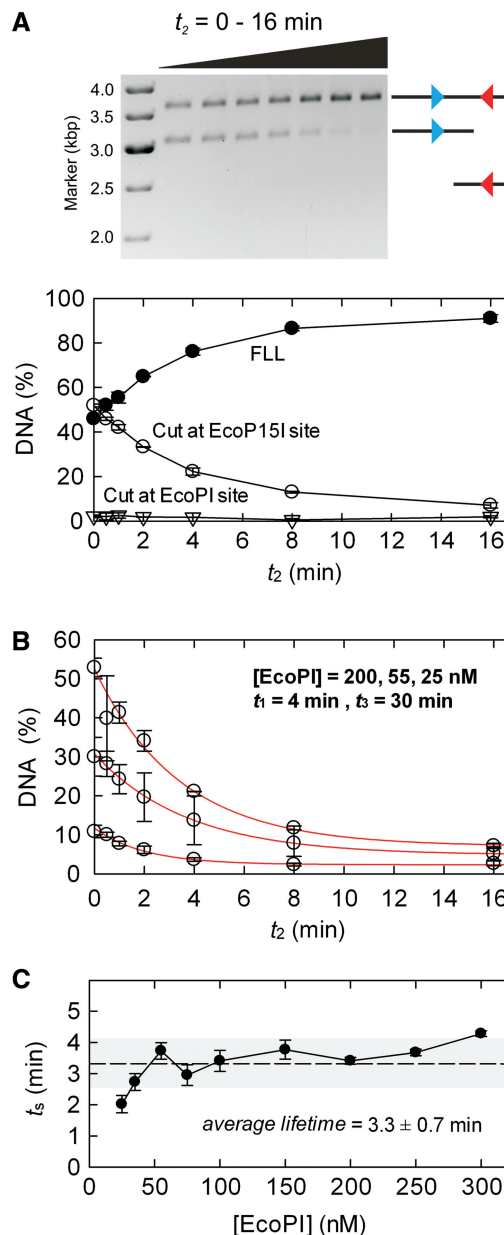 A
t₂ = 0 - 16 min
Marker (kbp)
4.0
3.5
3.0
2.5
2.0
DNA (%)
100
80
60
40
20
0
FLL
Cut at EcoP15I site
Cut at EcoPI site
0 2 4 6 8 10 12 14 16
t₂ (min)
B
DNA (%)
60
50
40
30
20
10
0
[EcoPI] = 200, 55, 25 nM
t₁ = 4 min , t₃ = 30 min
0 2 4 6 8 10 12 14 16
t₂ (min)
C
tₛ (min)
5
4
3
2
1
0
average lifetime = 3.3 ± 0.7 min
0 50 100 150 200 250 300
[EcoPI] (nM)